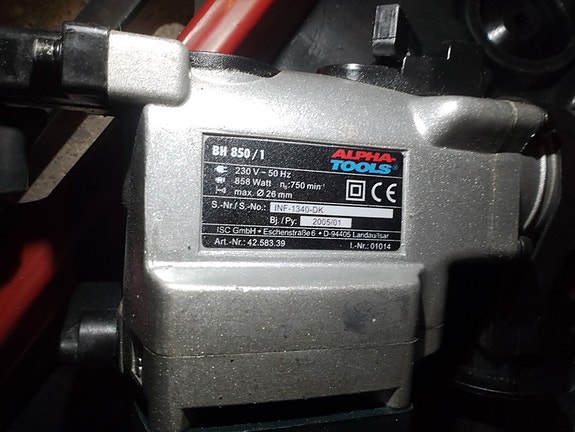 BH 850/1
ALPHA-
TOOLS®
230 V ~ 50 Hz
858 Watt n₀:750 min⁻¹
max. Ø 26 mm
CE
S.-Nr./ S.-No.: INF-1340-DK
Bj. / Py: 2005/01
ISC GmbH • Eschenstraße 6 • D-94405 Landau/Isar
Art.-Nr.: 42.583.39 I.-Nr.: 01014